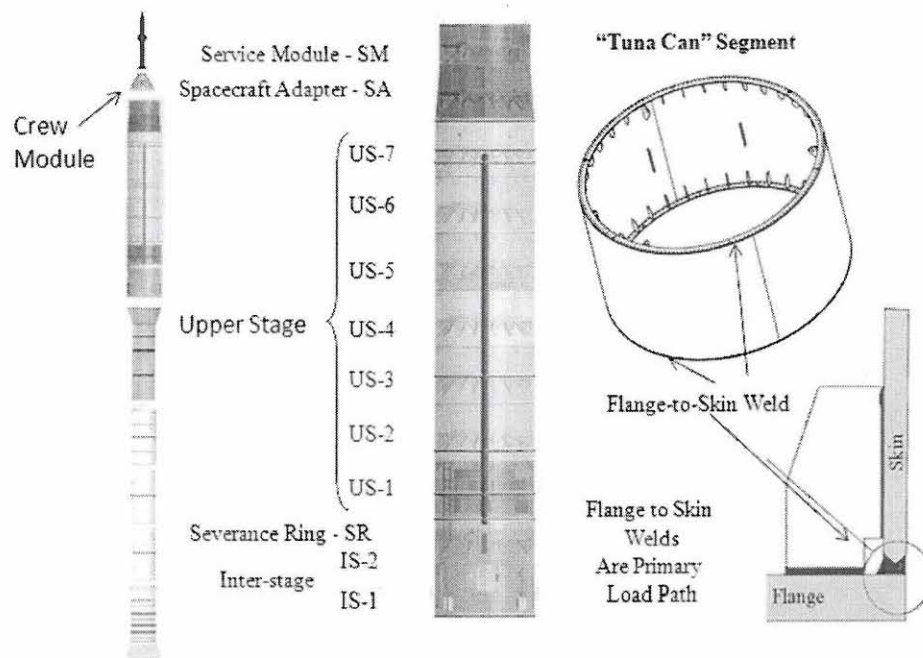 Crew
Module
Service Module - SM
Spacecraft Adapter - SA
US-7
US-6
US-5
US-4
US-3
US-2
US-1
Upper Stage
Severance Ring - SR
IS-2
Inter-stage
IS-1
“Tuna Can” Segment
Flange-to-Skin Weld
Flange to Skin
Welds
Are Primary
Load Path
Skin
Flange